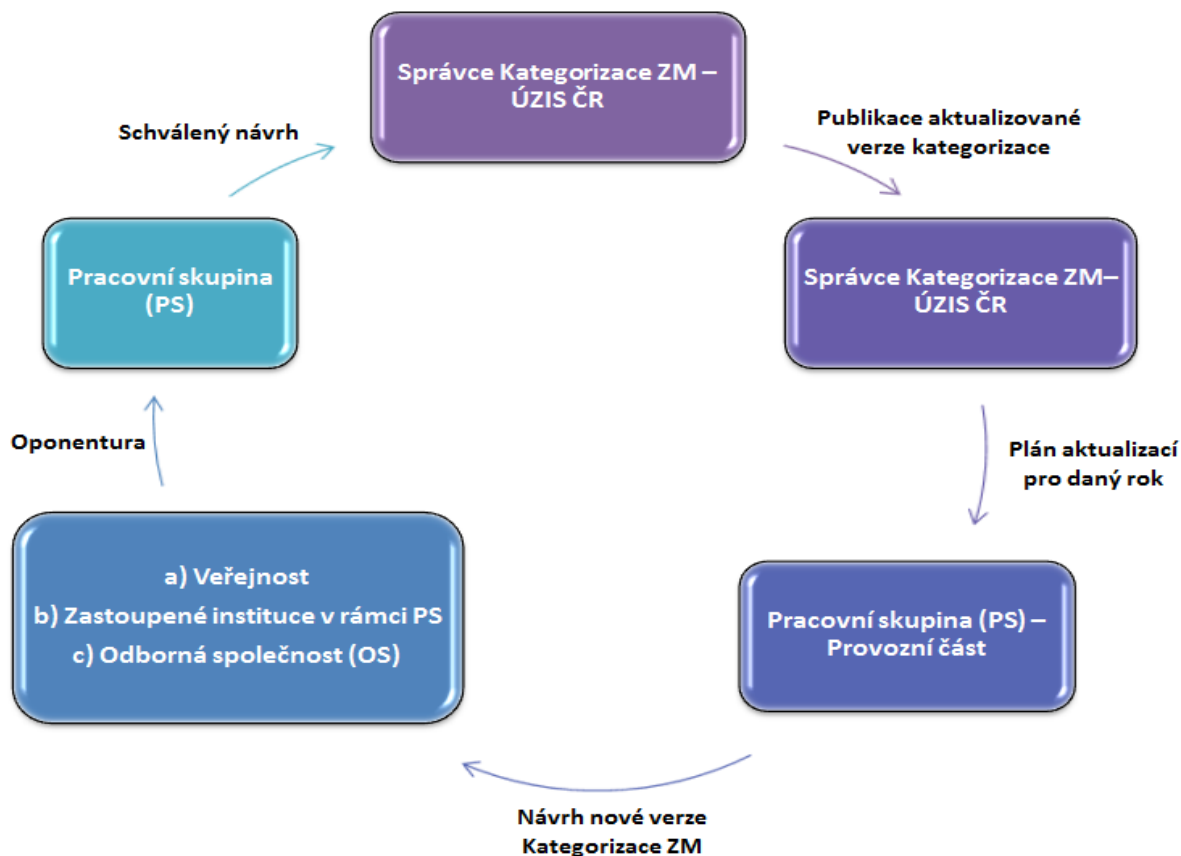 Správce Kategorizace ZM –
ÚZIS ČR
Publikace aktualizované
verze kategorizace
Správce Kategorizace ZM–
ÚZIS ČR
Plán aktualizací
pro daný rok
Pracovní skupina (PS) –
Provozní část
Návrh nové verze
Kategorizace ZM
a) Veřejnost
b) Zastoupené instituce v rámci PS
c) Odborná společnost (OS)
Oponentura
Pracovní skupina
(PS)
Schválený návrh